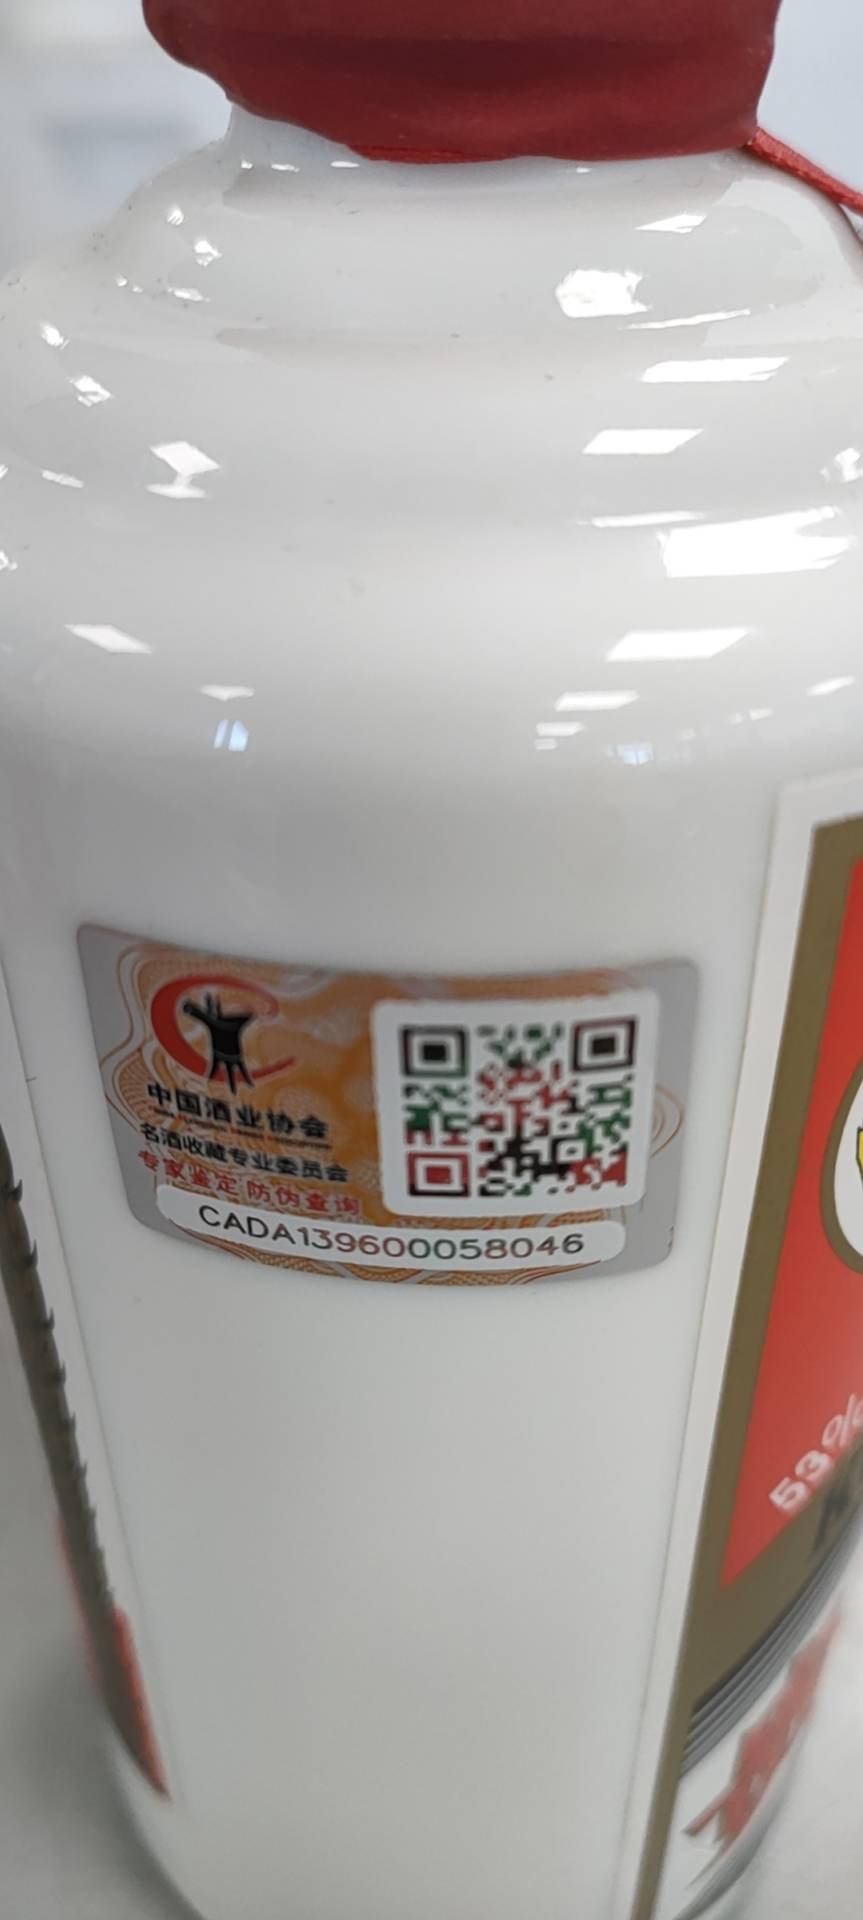 中国酒业协会
名酒收藏专业委员会
专家鉴定 防伪查询
CADA139600058046
53%